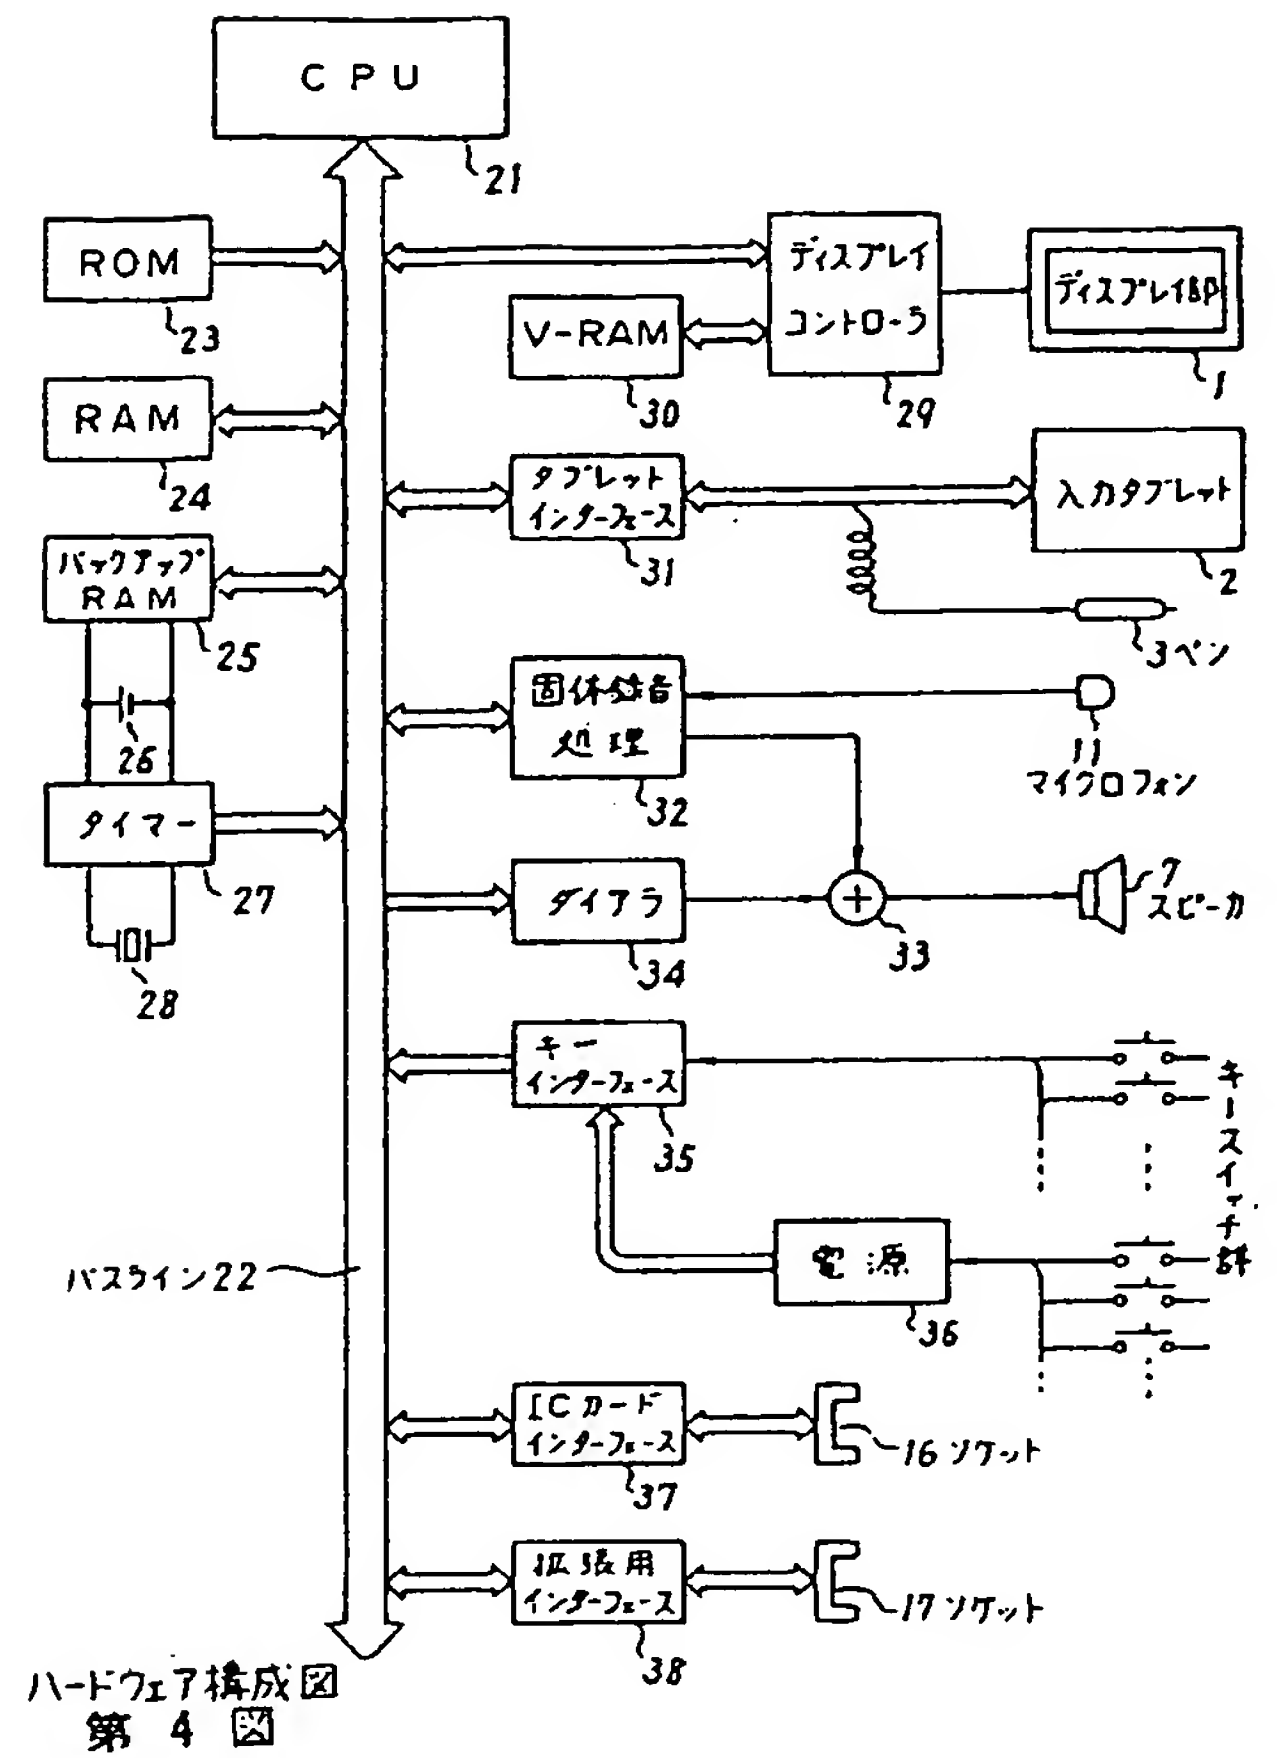 CPU
21
ROM
23
ディスプレイ
コントローラ
29
ディスプレイ部
1
V-RAM
30
RAM
24
タブレット
インターフェース
31
入力タブレット
2
バックアップ
RAM
25
3ペン
26
固体録音
処理
32
11
マイクロフォン
タイマー
27
28
ダイアラ
34
+
33
7
スピーカ
キー
インターフェース
35
キースイッチ群
バスライン22
電源
36
ICカード
インターフェース
37
16ソケット
拡張用
インターフェース
38
17ソケット
ハードウェア構成図
第4図